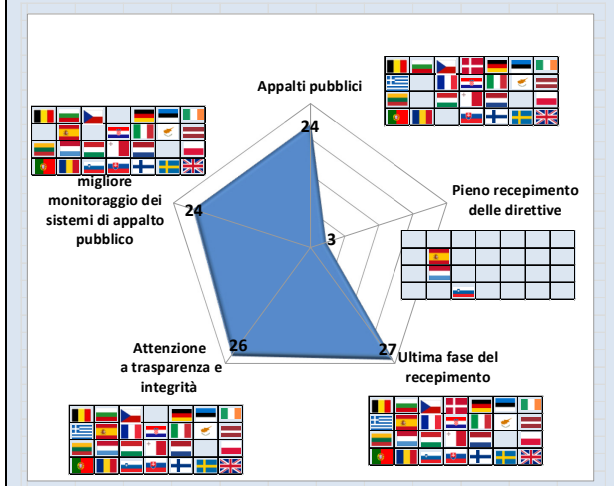 Appalti pubblici
24
Pieno recepimento
delle direttive
3
Ultima fase del
recepimento
27
Attenzione
a trasparenza e
integrità
26
migliore
monitoraggio dei
sistemi di appalto
pubblico
24